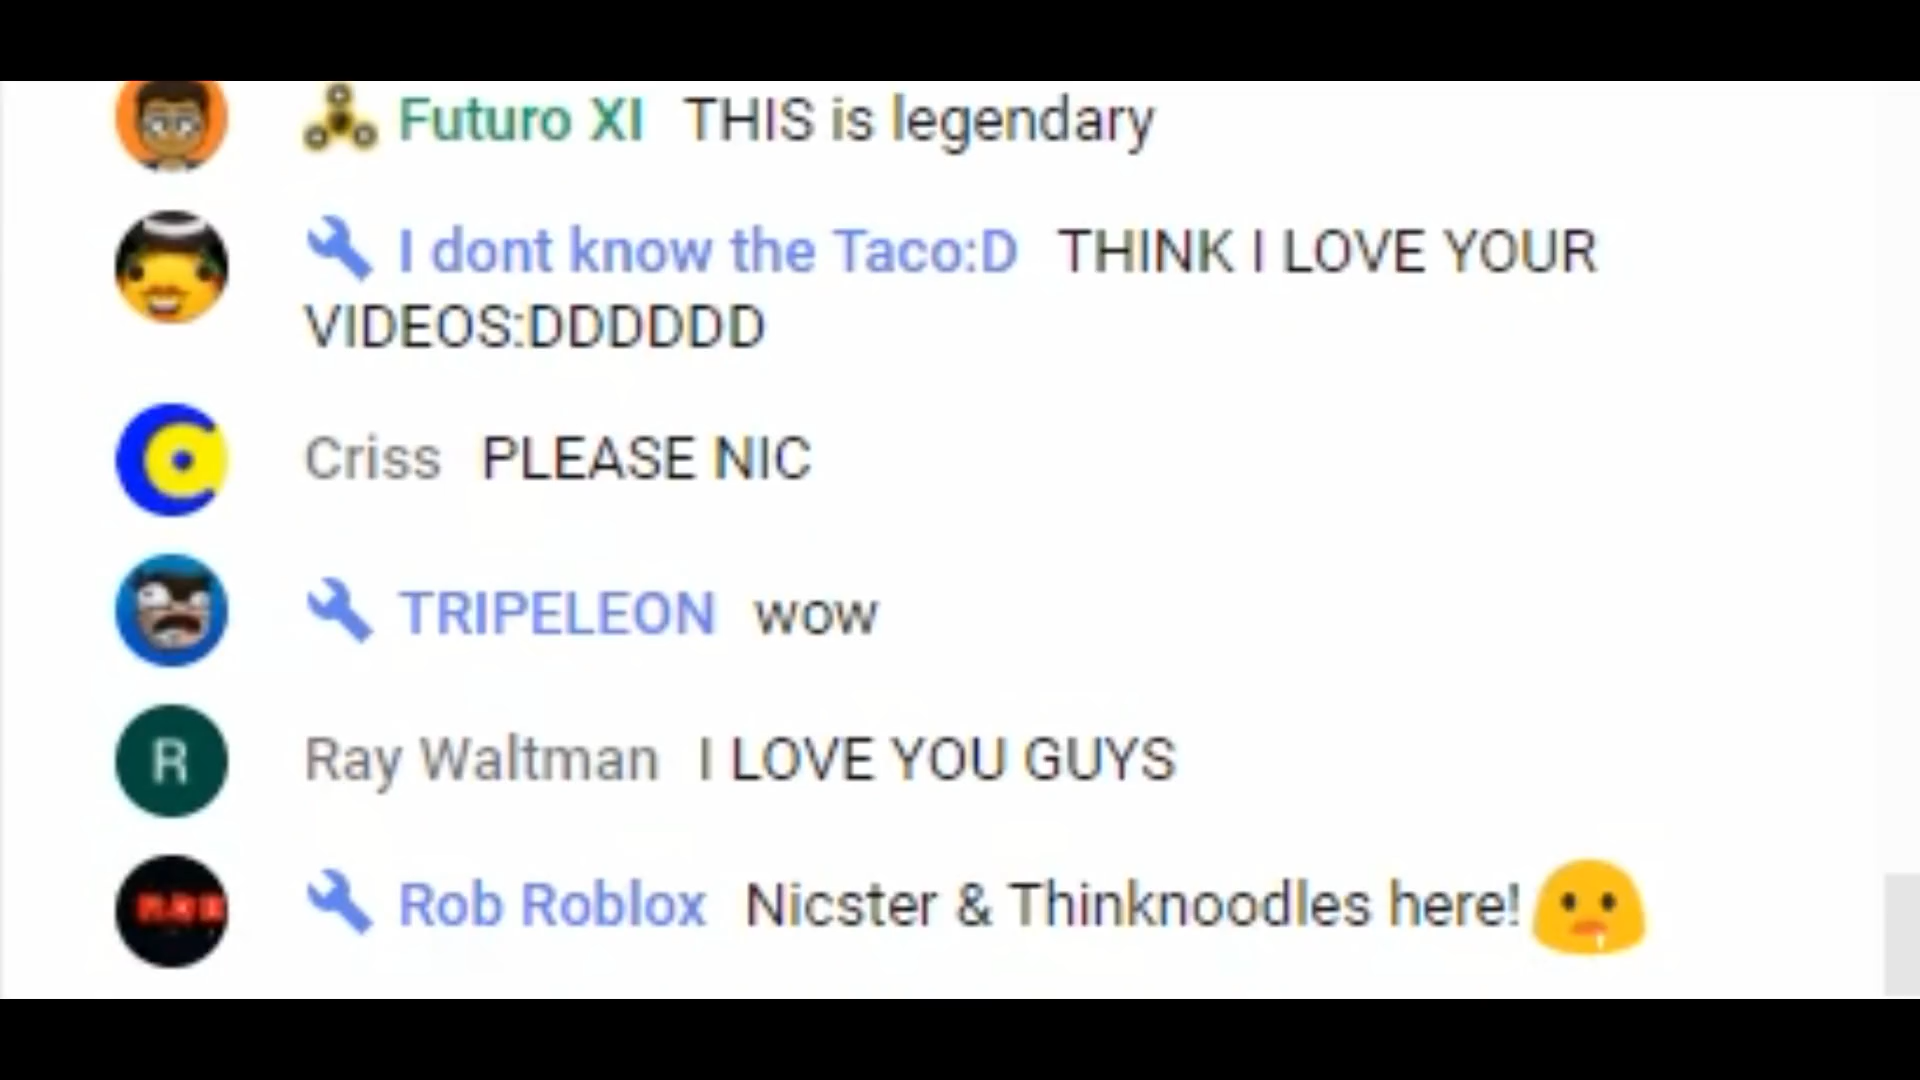 Futuro XI THIS is legendary
I dont know the Taco:D THINK I LOVE YOUR
VIDEOS:DDDDDD
Criss PLEASE NIC
TRIPELEON wow
R
Ray Waltman I LOVE YOU GUYS
Rob Roblox Nicster & Thinknoodles here!